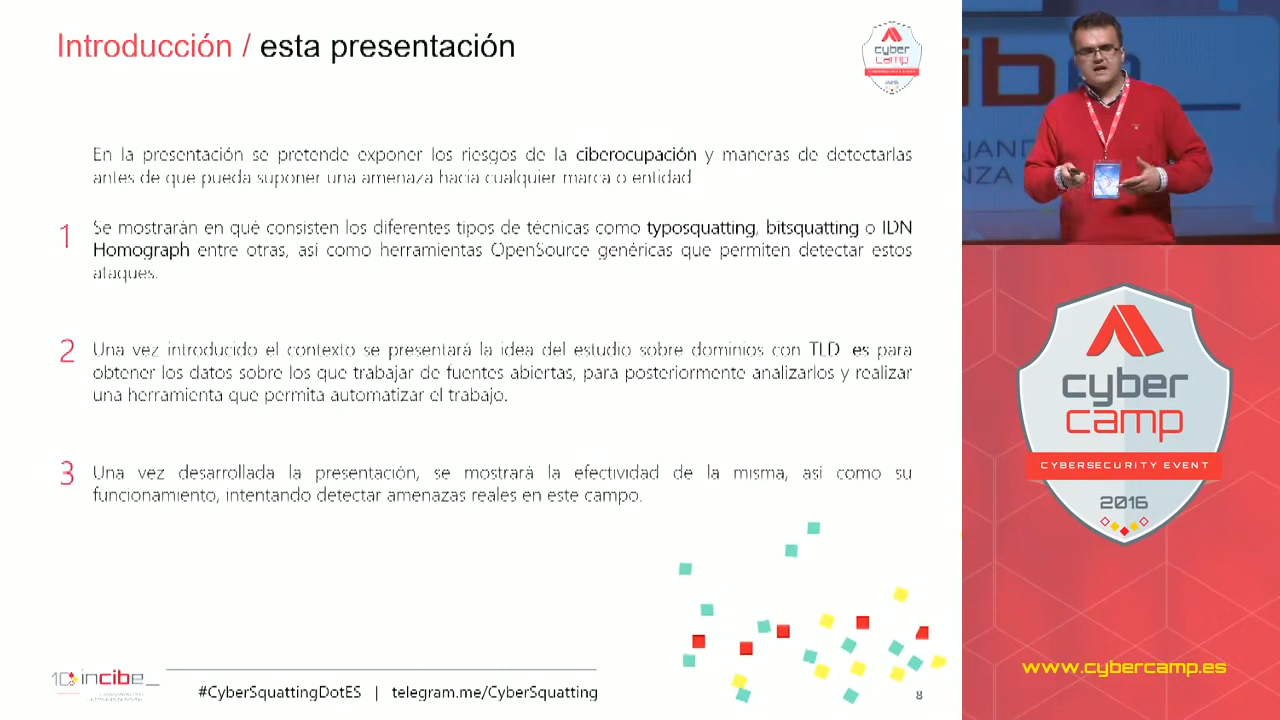 Introducción / esta presentación
cyber
camp
CYBERSECURITY EVENT
2016
En la presentación se pretende exponer los riesgos de la ciberocupación y maneras de detectarlas
antes de que pueda suponer una amenaza hacia cualquier marca o entidad
1
Se mostrarán en qué consisten los diferentes tipos de técnicas como typosquatting, bitsquatting o IDN
Homograph entre otras, así como herramientas OpenSource genéricas que permiten detectar estos
ataques.
2
Una vez introducido el contexto se presentará la idea del estudio sobre dominios con TLD es para
obtener los datos sobre los que trabajar de fuentes abiertas, para posteriormente analizarlos y realizar
una herramienta que permita automatizar el trabajo.
3
Una vez desarrollada la presentación, se mostrará la efectividad de la misma, así como su
funcionamiento, intentando detectar amenazas reales en este campo.
10 incibe_
#CyberSquattingDotES | telegram.me/CyberSquatting
8
cyber
camp
CYBERSECURITY EVENT
2016
www.cybercamp.es